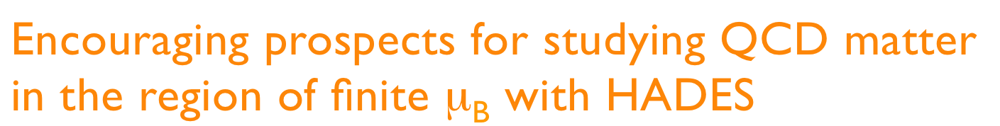 Encouraging prospects for studying QCD matter
in the region of finite μB with HADES